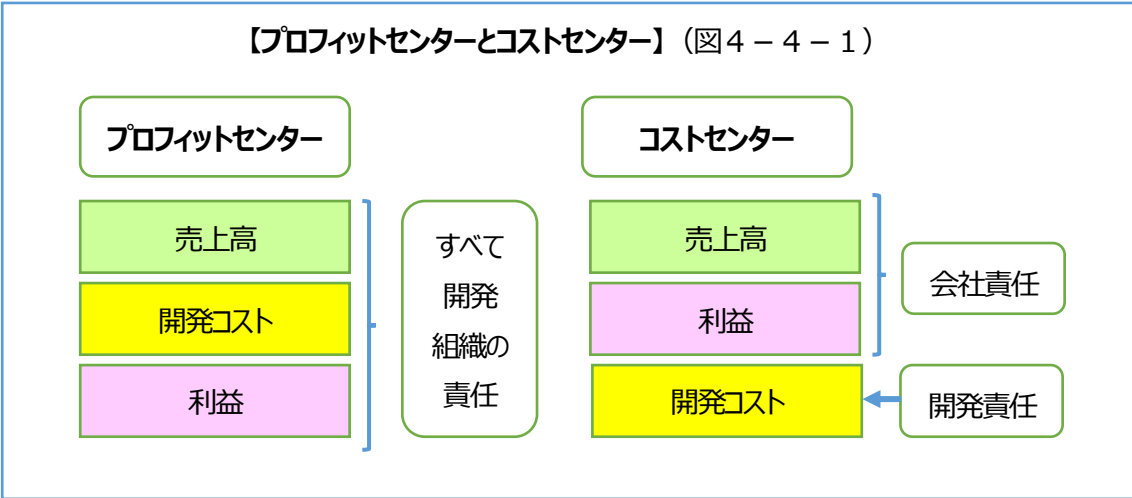 【プロフィットセンターとコストセンター】（図４－４－１）
プロフィットセンター
売上高
開発コスト
利益
すべて
開発
組織の
責任
コストセンター
売上高
利益
開発コスト
会社責任
開発責任